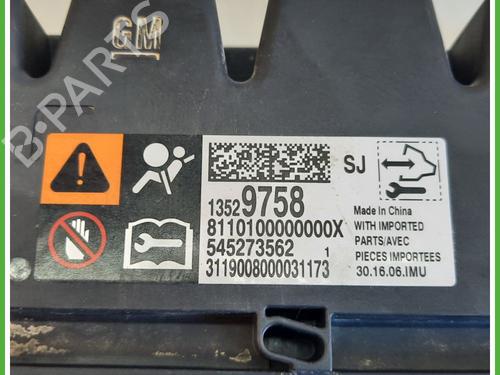 GM
B-PARTS
SJ
13529758
8110100000000X
545273562 1
3119008000031173
Made in China
WITH IMPORTED
PARTS/AVEC
PIECES IMPORTEES
30.16.06.IMU